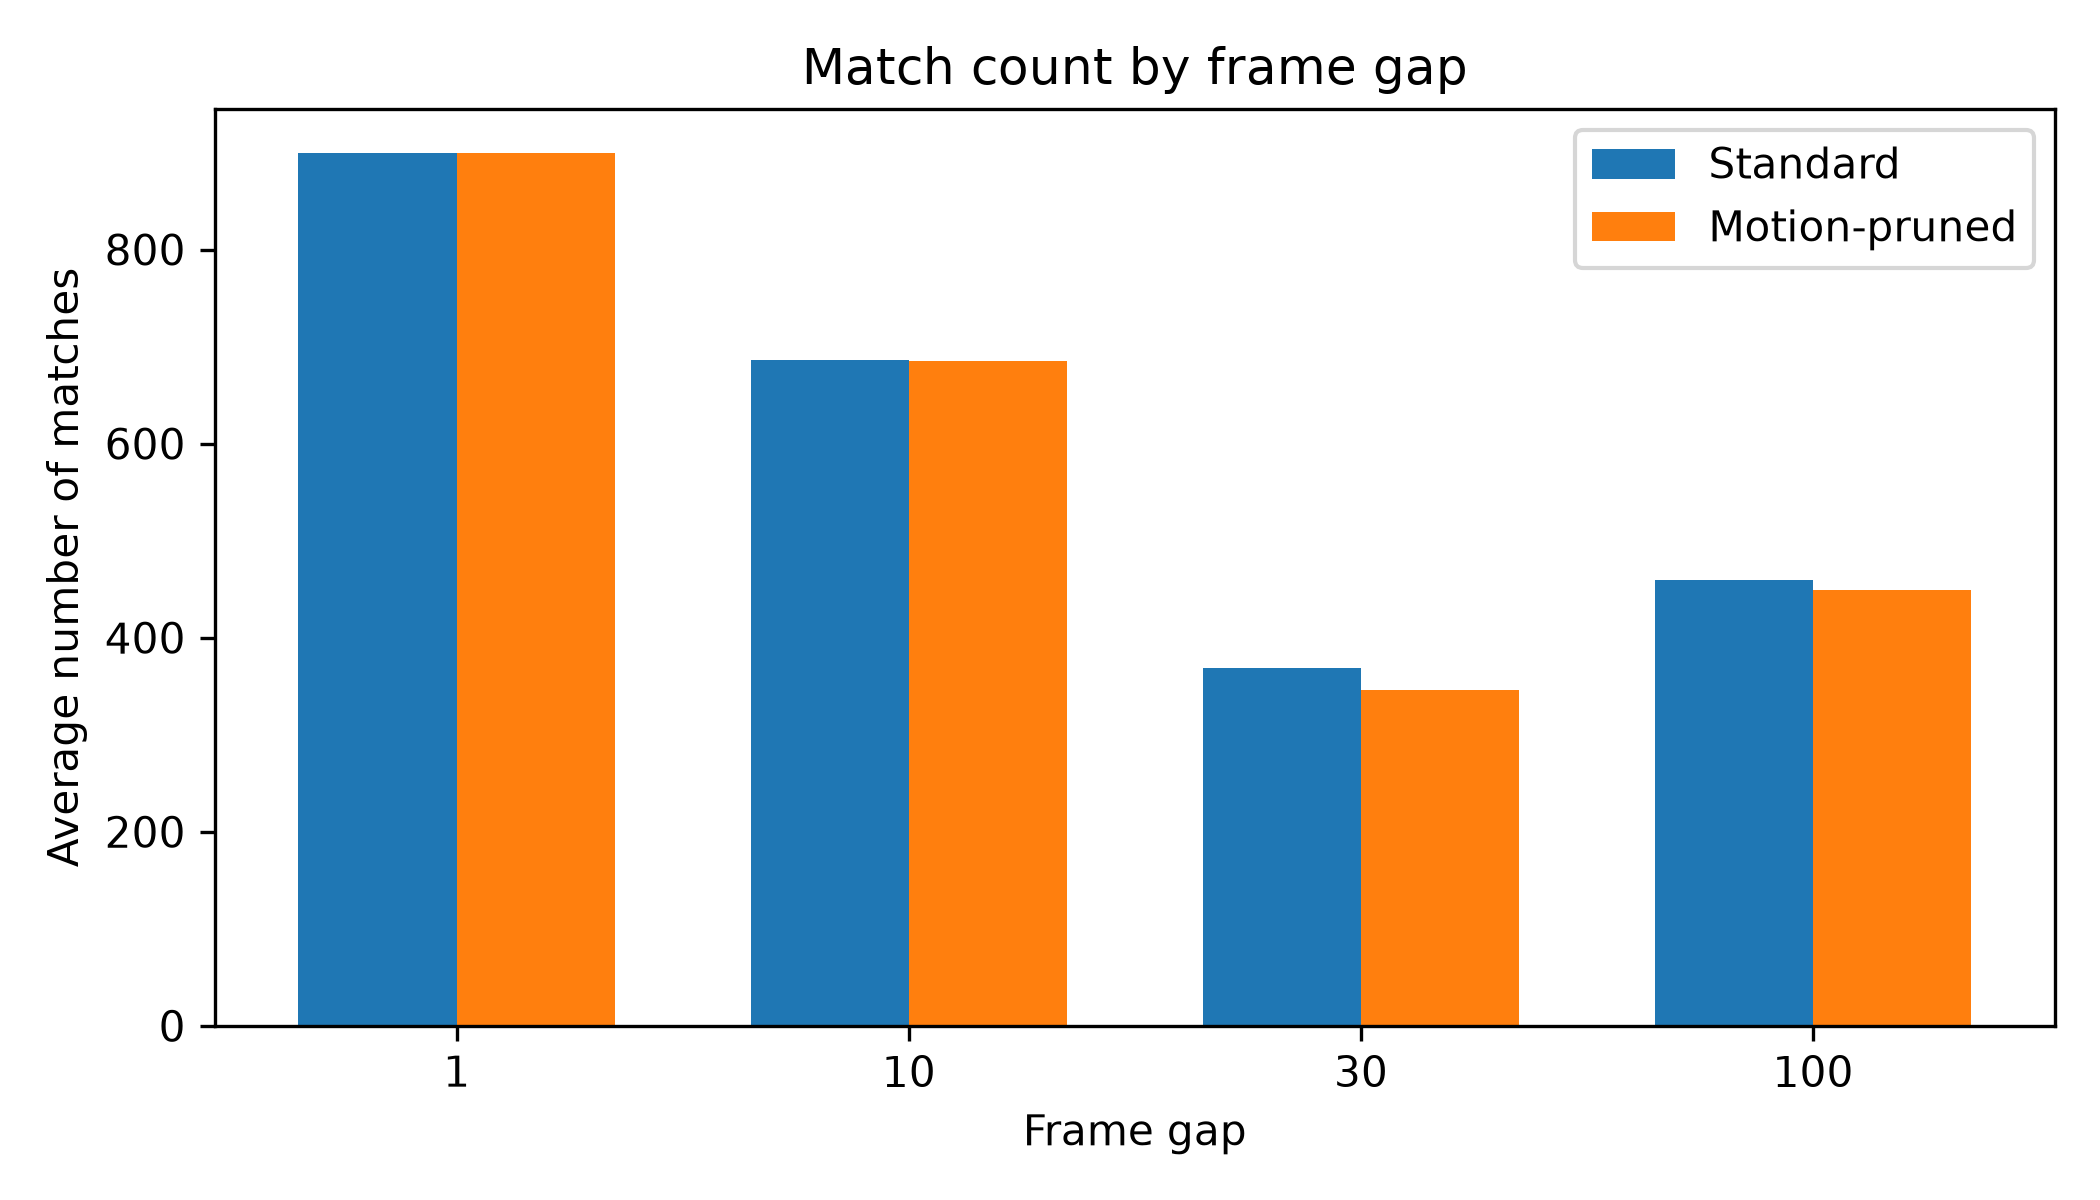 Match count by frame gap
Standard
Motion-pruned
Average number of matches
800
600
400
200
0
1 10 30 100
Frame gap